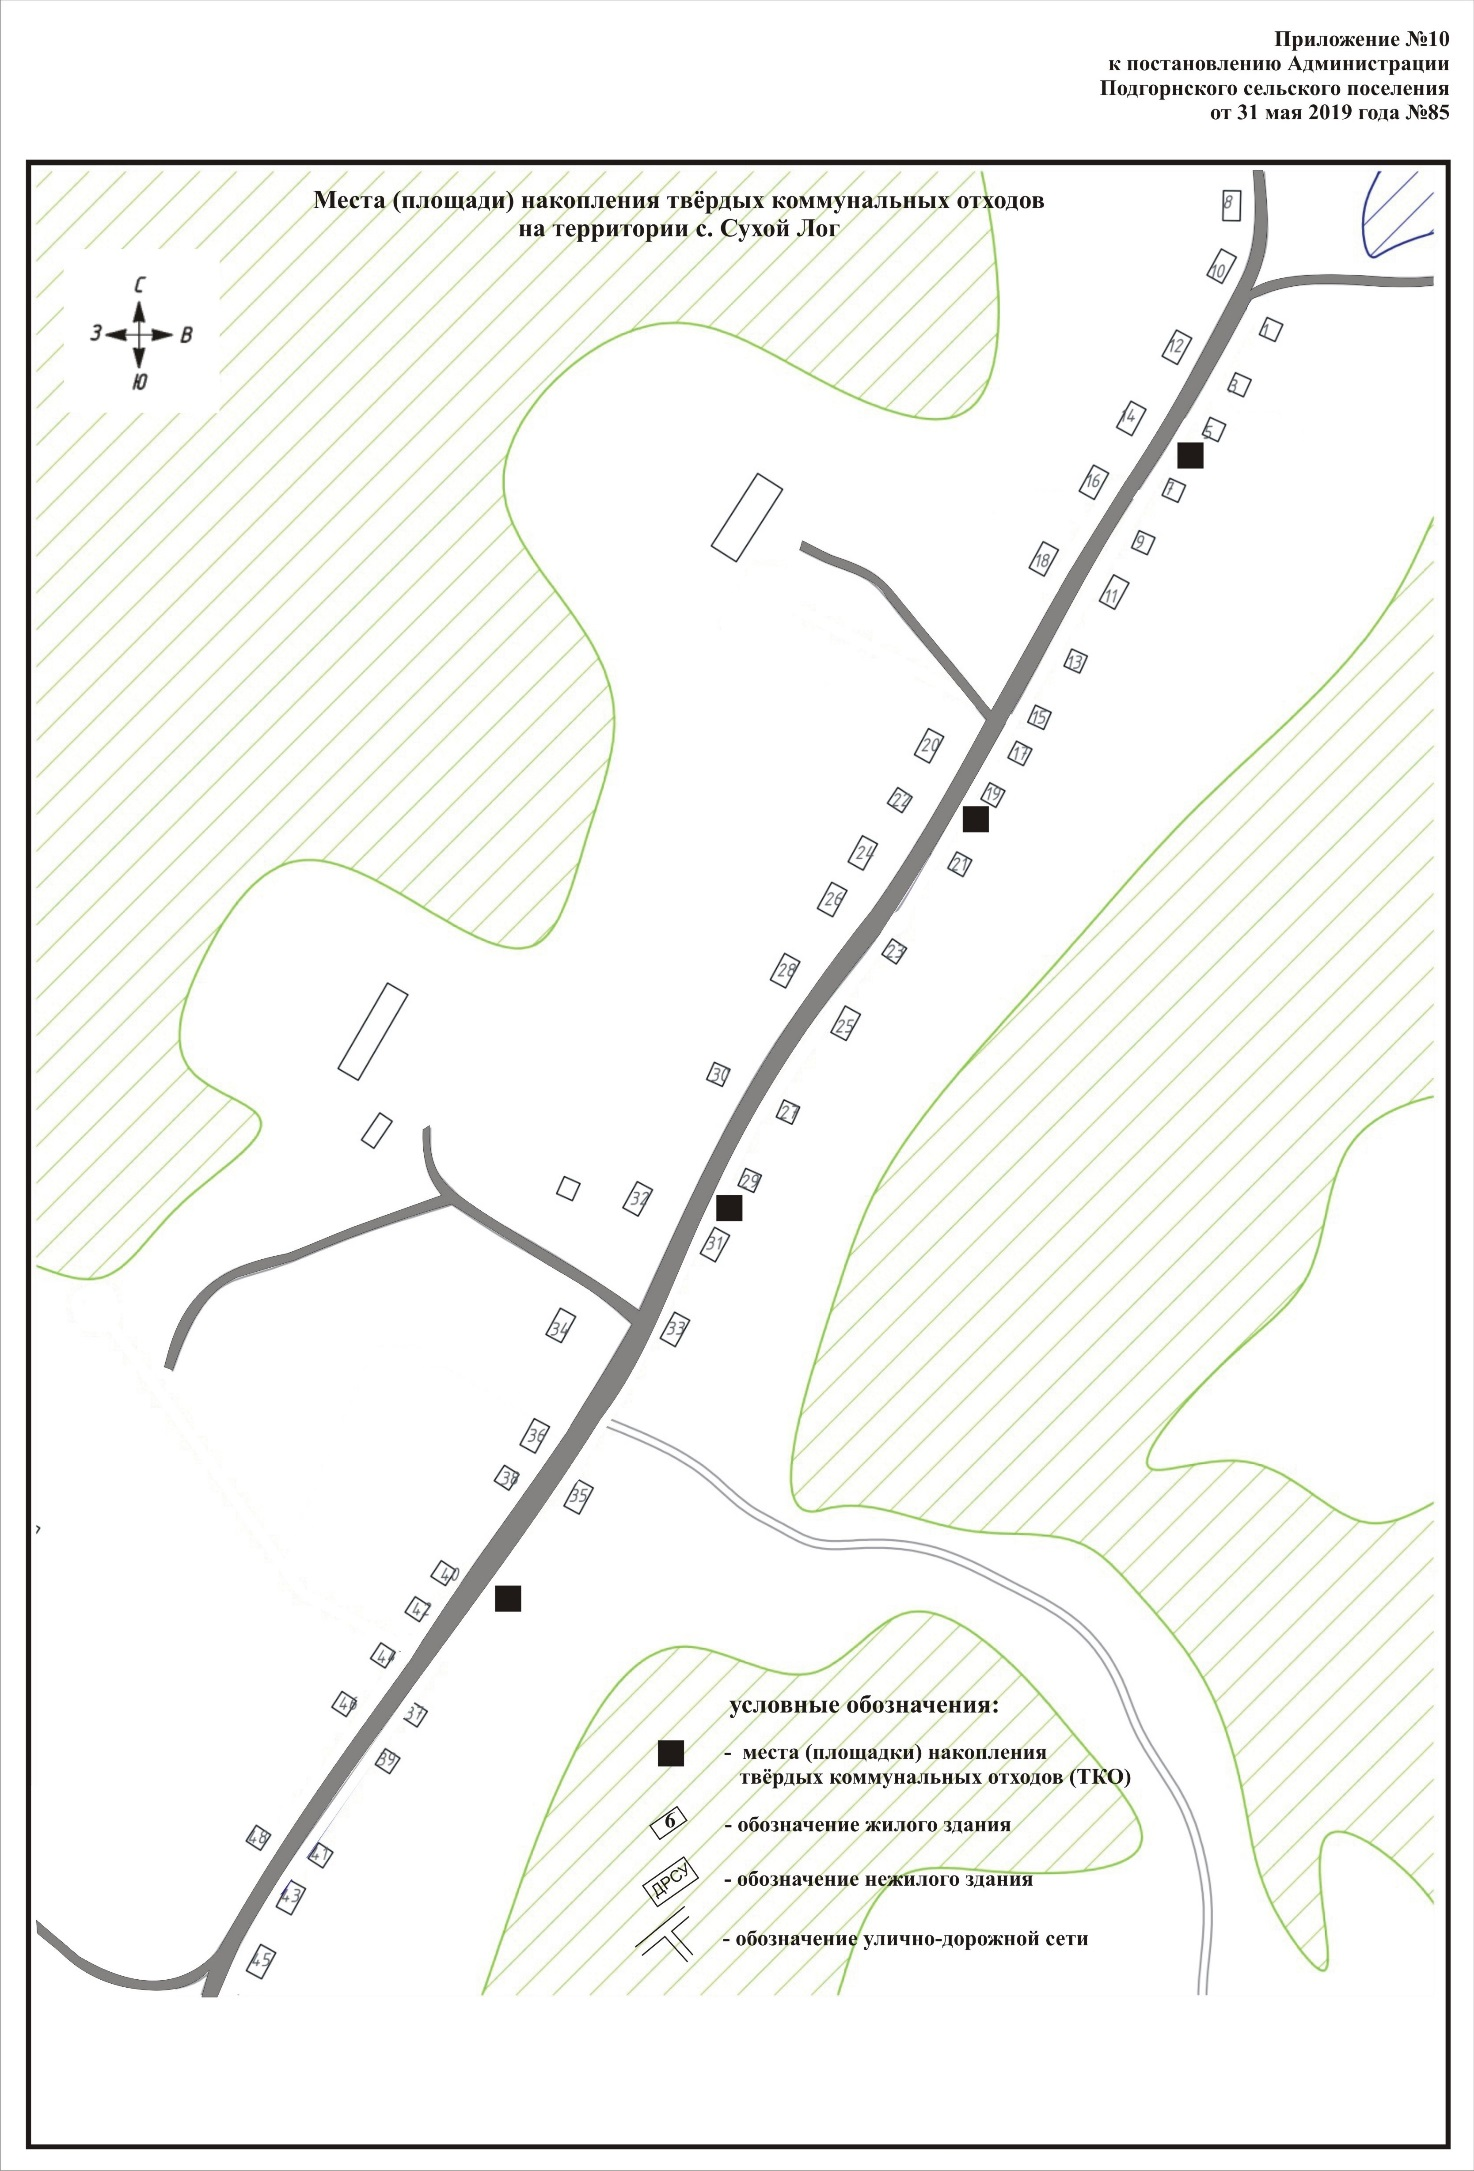 Приложение №10
к постановлению Администрации
Подгорнского сельского поселения
от 31 мая 2019 года №85
Места (площади) накопления твёрдых коммунальных отходов
на территории с. Сухой Лог
С
З В
Ю
8
10
1
12
3
14
5
16
7
9
18
11
13
15
20
17
19
22
24
21
26
23
28
25
30
27
29
32
31
34
33
36
38
35
40
42
44
46
37
39
48
41
43
45
условные обозначения:
- места (площадки) накопления
твёрдых коммунальных отходов (ТКО)
6
- обозначение жилого здания
ДРСУ
- обозначение нежилого здания
- обозначение улично-дорожной сети